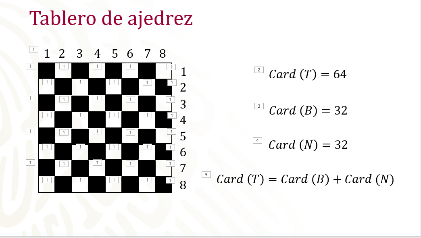 Tablero de ajedrez
1 2 3 4 5 6 7 8
1
2
3
4
5
6
7
8
Card (T) = 64
Card (B) = 32
Card (N) = 32
Card (T) = Card (B) + Card (N)